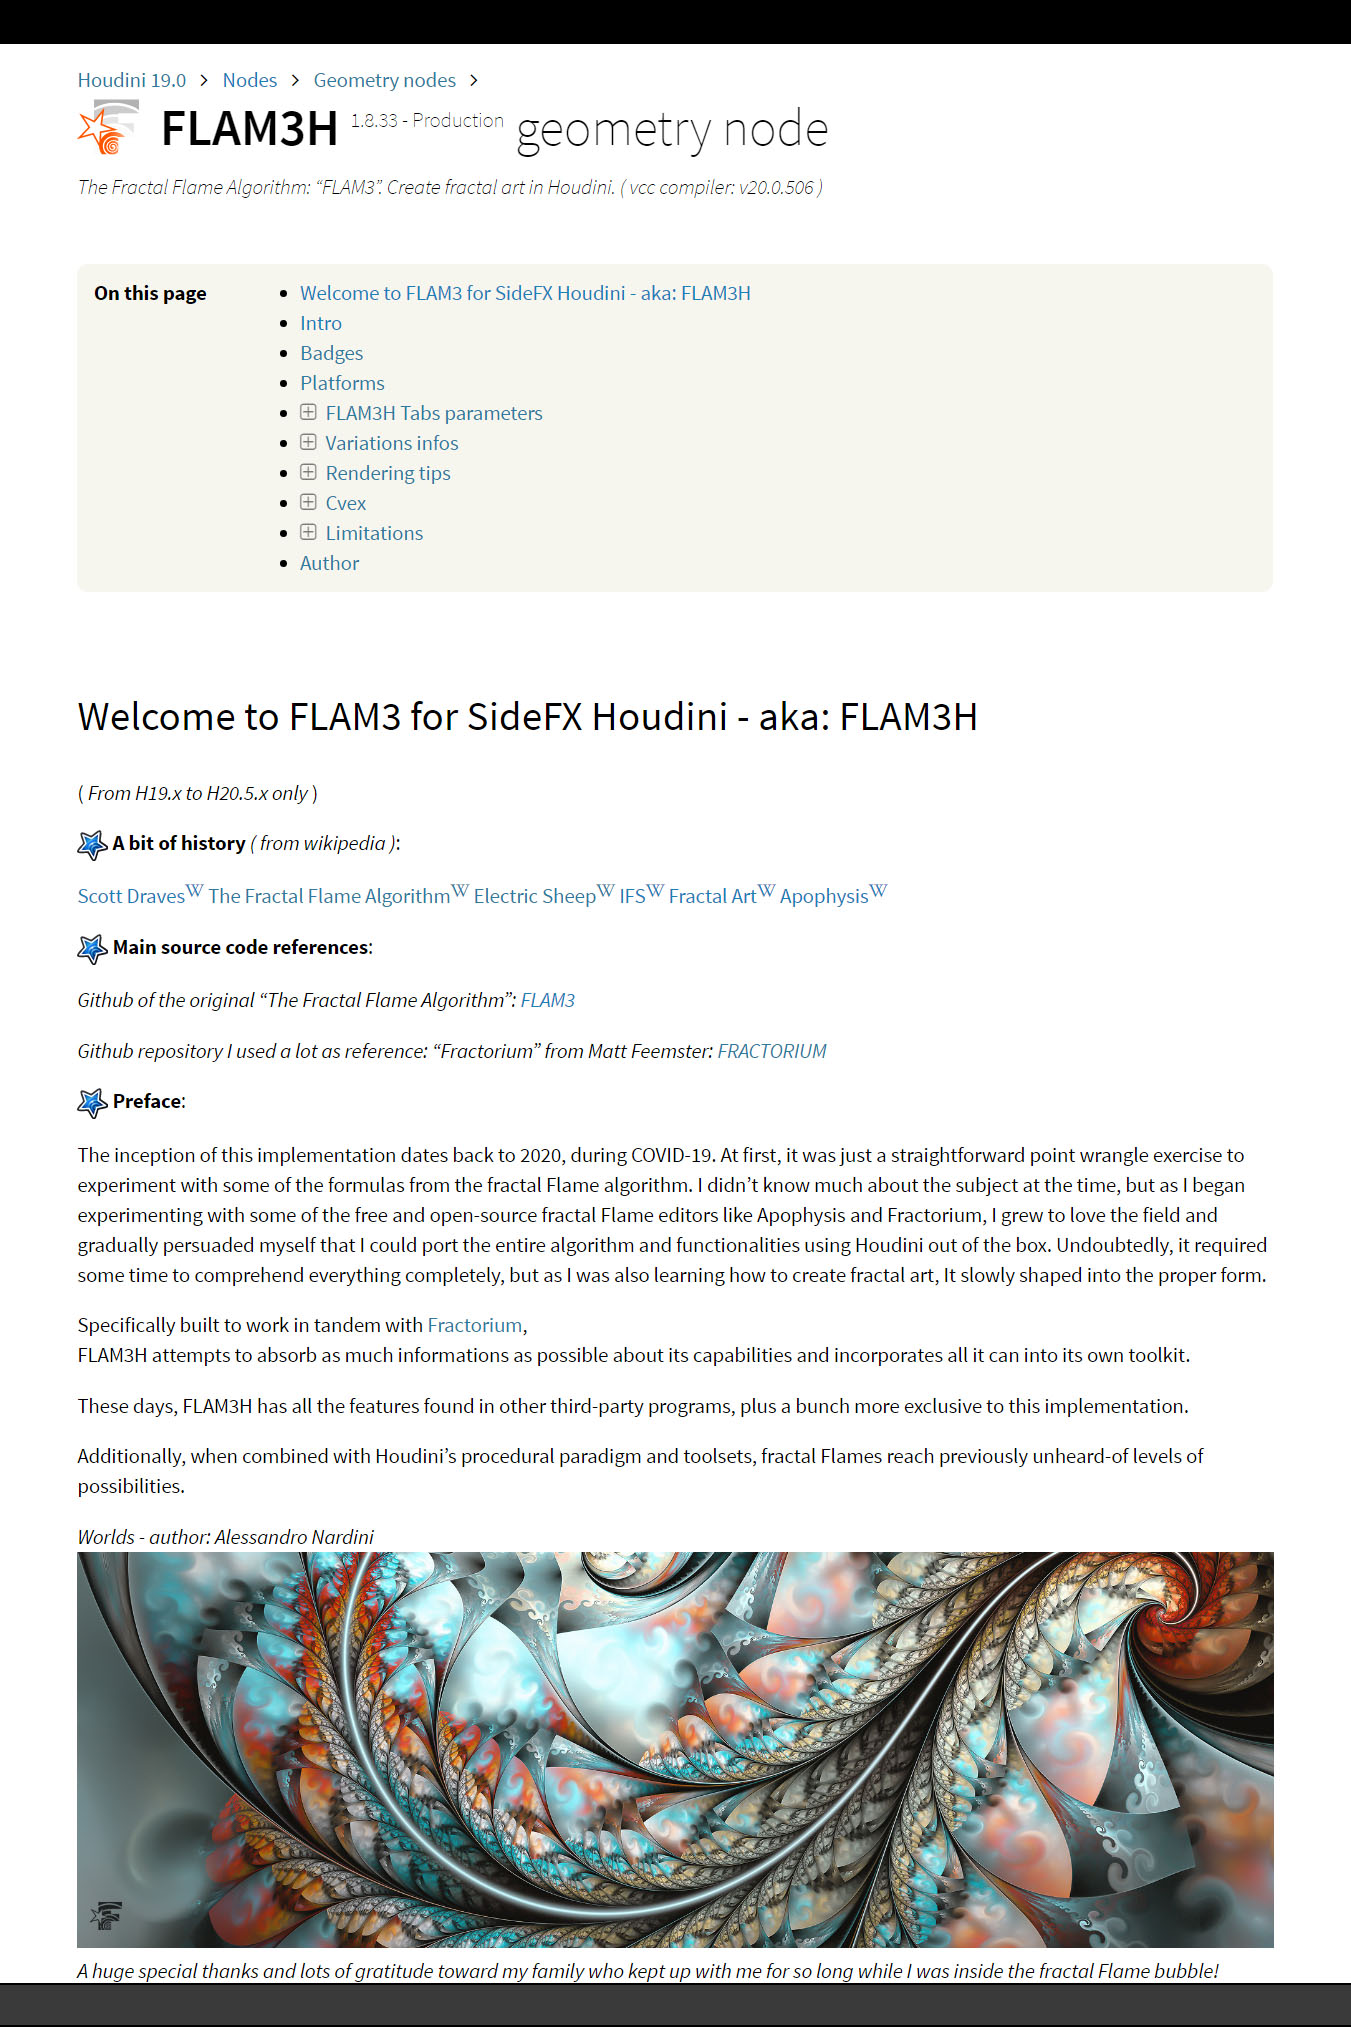 Houdini 19.0 > Nodes > Geometry nodes >
FLAM3H 1.8.33 - Production geometry node
The Fractal Flame Algorithm: “FLAM3”. Create fractal art in Houdini. ( vcc compiler: v20.0.506 )
On this page
Welcome to FLAM3 for SideFX Houdini - aka: FLAM3H
Intro
Badges
Platforms
FLAM3H Tabs parameters
Variations infos
Rendering tips
Cvex
Limitations
Author
Welcome to FLAM3 for SideFX Houdini - aka: FLAM3H
( From H19.x to H20.5.x only )
A bit of history ( from wikipedia ):
Scott DravesW The Fractal Flame AlgorithmW Electric SheepW IFSW Fractal ArtW ApophysisW
Main source code references:
Github of the original “The Fractal Flame Algorithm”: FLAM3
Github repository I used a lot as reference: “Fractorium” from Matt Feemster: FRACTORIUM
Preface:
The inception of this implementation dates back to 2020, during COVID-19. At first, it was just a straightforward point wrangle exercise to
experiment with some of the formulas from the fractal Flame algorithm. I didn’t know much about the subject at the time, but as I began
experimenting with some of the free and open-source fractal Flame editors like Apophysis and Fractorium, I grew to love the field and
gradually persuaded myself that I could port the entire algorithm and functionalities using Houdini out of the box. Undoubtedly, it required
some time to comprehend everything completely, but as I was also learning how to create fractal art, It slowly shaped into the proper form.
Specifically built to work in tandem with Fractorium,
FLAM3H attempts to absorb as much informations as possible about its capabilities and incorporates all it can into its own toolkit.
These days, FLAM3H has all the features found in other third-party programs, plus a bunch more exclusive to this implementation.
Additionally, when combined with Houdini’s procedural paradigm and toolsets, fractal Flames reach previously unheard-of levels of
possibilities.
Worlds - author: Alessandro Nardini
A huge special thanks and lots of gratitude toward my family who kept up with me for so long while I was inside the fractal Flame bubble!